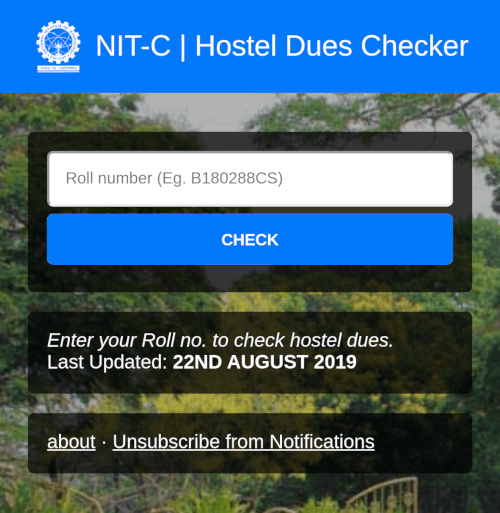 NIT-C | Hostel Dues Checker
Roll number (Eg. B180288CS)
CHECK
Enter your Roll no. to check hostel dues.
Last Updated: 22ND AUGUST 2019
about · Unsubscribe from Notifications